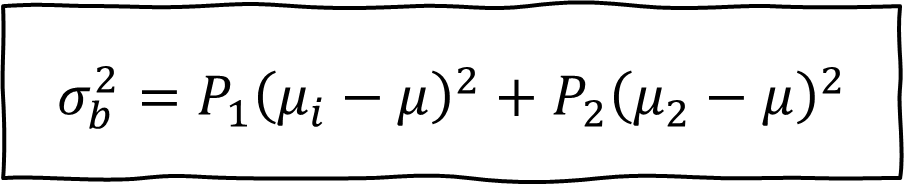 σ_b^2 = P_1(μ_i − μ)^2 + P_2(μ_2 − μ)^2